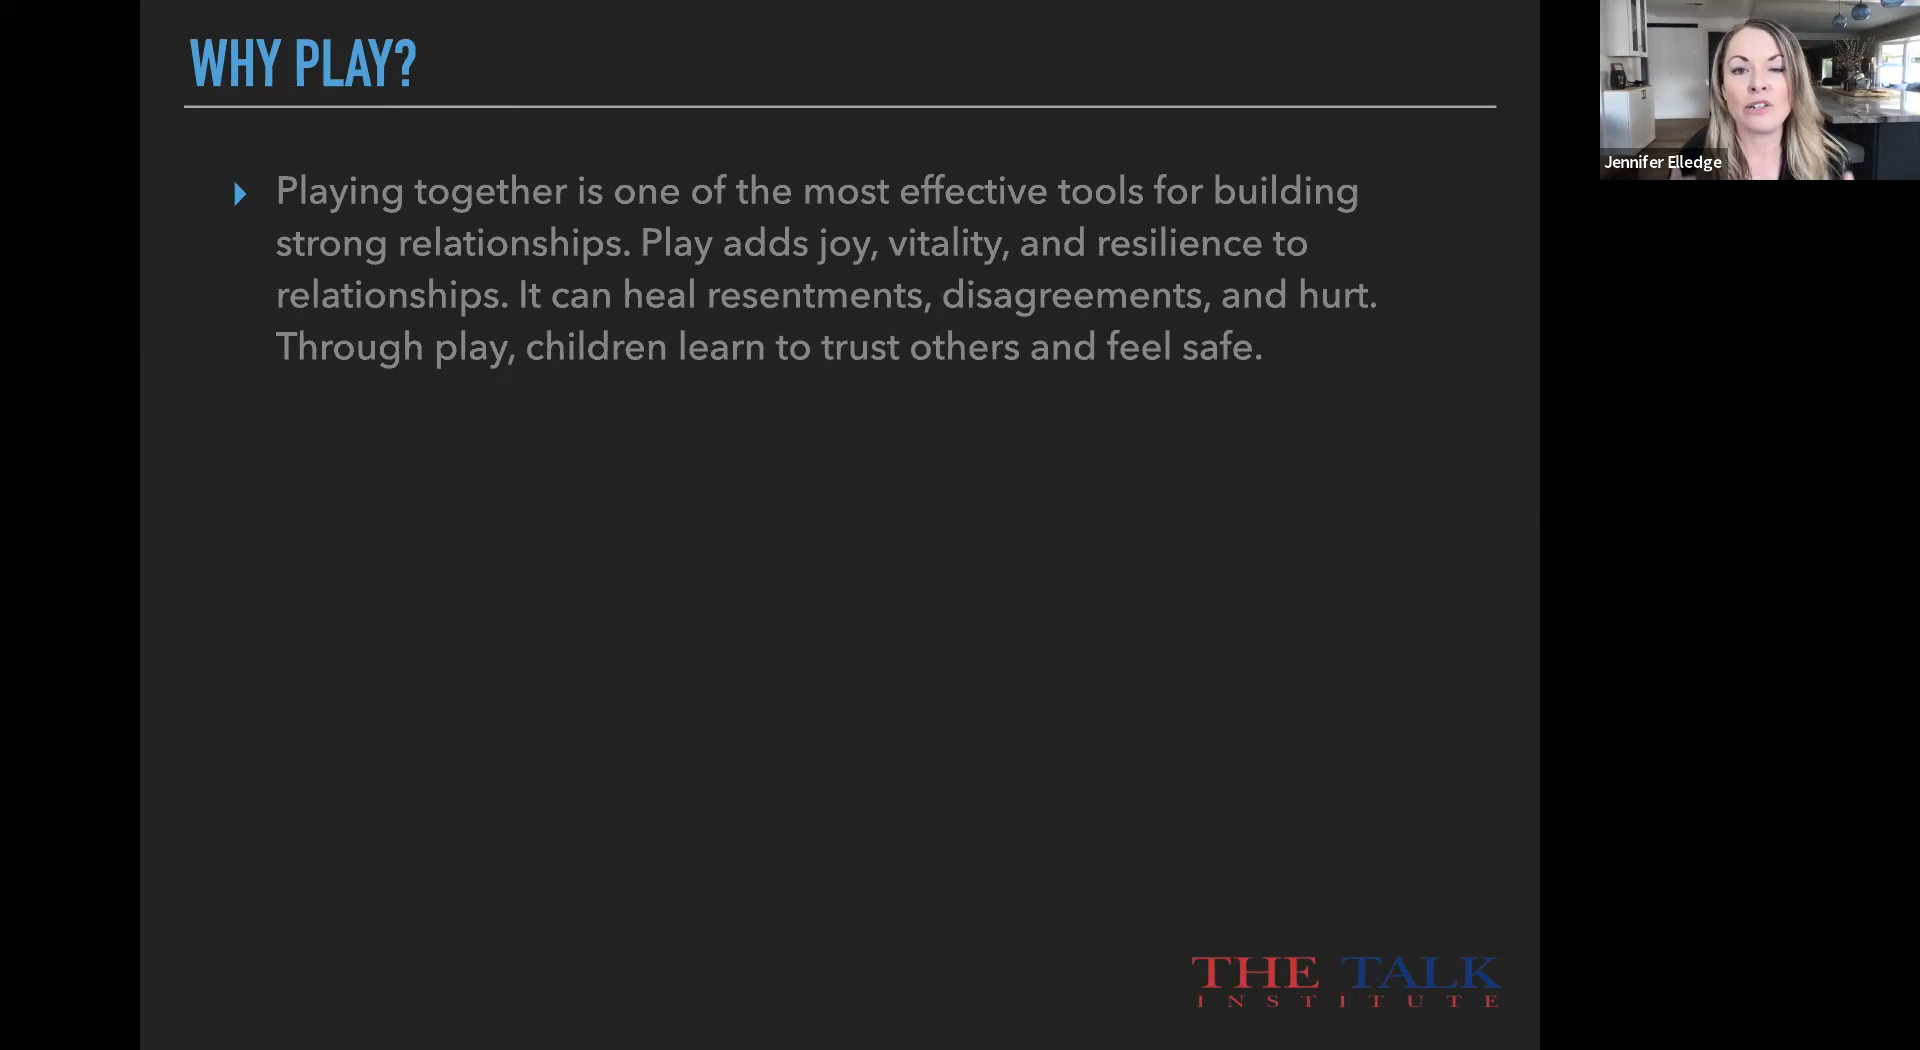 WHY PLAY?
Playing together is one of the most effective tools for building
strong relationships. Play adds joy, vitality, and resilience to
relationships. It can heal resentments, disagreements, and hurt.
Through play, children learn to trust others and feel safe.
Jennifer Elledge
THE TALK
INSTITUTE